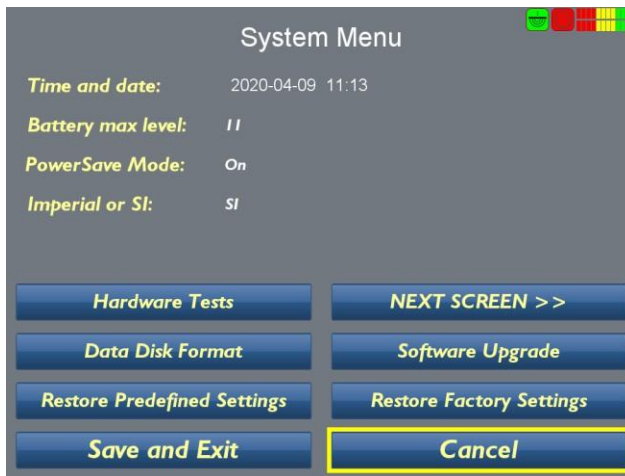 System Menu
Time and date: 2020-04-09 11:13
Battery max level: 11
PowerSave Mode: On
Imperial or SI: SI
Hardware Tests NEXT SCREEN >>
Data Disk Format Software Upgrade
Restore Predefined Settings Restore Factory Settings
Save and Exit Cancel